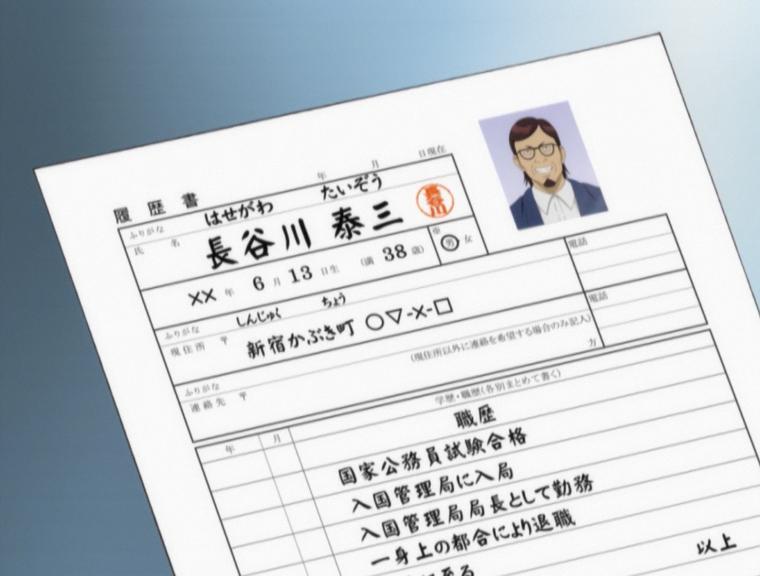 履歴書 年 月 日現在
ふりがな はせがわ たいぞう
氏名 長谷川 泰三 長谷川
×× 年 6 月 13 日生 (満 38 歳) ※ 男 女
ふりがな しんじゅく ちょう 電話
現住所 〒 新宿かぶき町 ○▽-×-□
ふりがな 電話
連絡先 〒 (現住所以外に連絡を希望する場合のみ記入) 方
年 月 学歴・職歴(各別まとめて書く)
職歴
国家公務員試験合格
入国管理局に入局
入国管理局局長として勤務
一身上の都合により退職
至る
以上